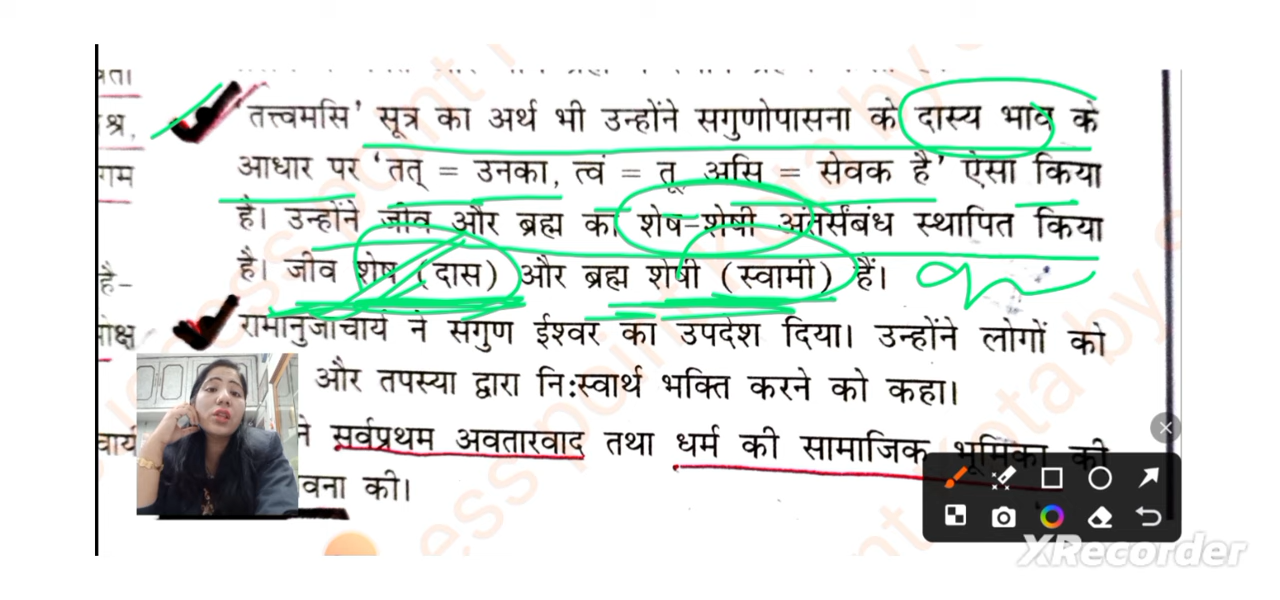 'तत्त्वमसि' सूत्र का अर्थ भी उन्होंने सगुणोपासना के दास्य भाव के
श्र,
आधार पर 'तत् = उनका, त्वं = तू, असि = सेवक है' ऐसा किया
गम
है। उन्होंने जीव और ब्रह्म का शेष-शेषी अंतर्संबंध स्थापित किया
है। जीव शेष (दास) और ब्रह्म शेषी (स्वामी) हैं।
है-
रामानुजाचार्य ने सगुण ईश्वर का उपदेश दिया। उन्होंने लोगों को
और तपस्या द्वारा निःस्वार्थ भक्ति करने को कहा।
ने सर्वप्रथम अवतारवाद तथा धर्म की सामाजिक भूमिका की
वना की।
XRecorder